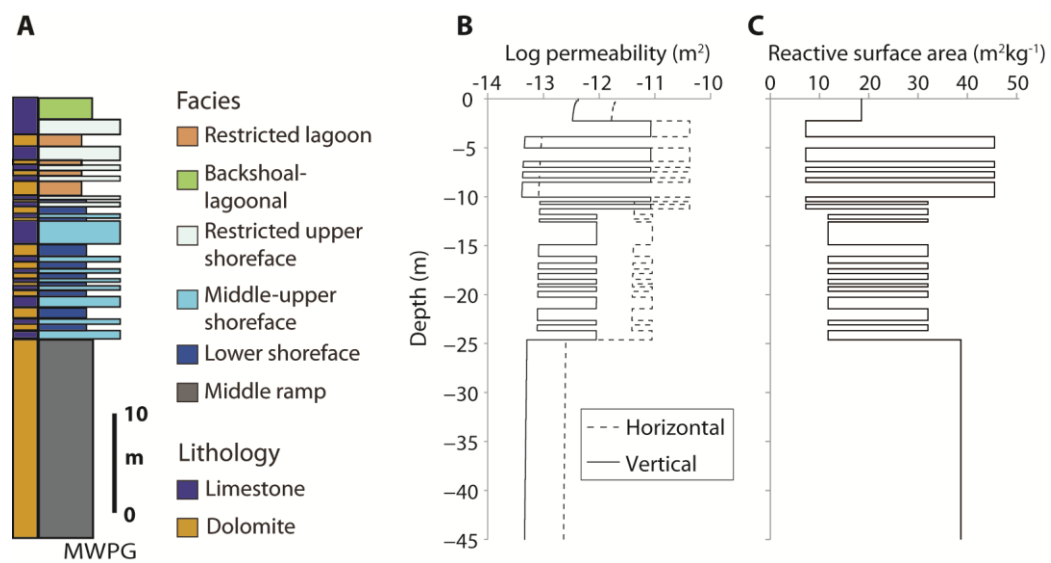 A
Facies
Restricted lagoon
Backshoal-
lagoonal
Restricted upper
shoreface
Middle-upper
shoreface
Lower shoreface
Middle ramp
Lithology
Limestone
Dolomite
10
m
0
MWPG
B
Log permeability (m²)
-14 -13 -12 -11 -10
Depth (m)
0
-5
-10
-15
-20
-25
-30
-35
-40
-45
Horizontal
Vertical
C
Reactive surface area (m²kg⁻¹)
0 10 20 30 40 50